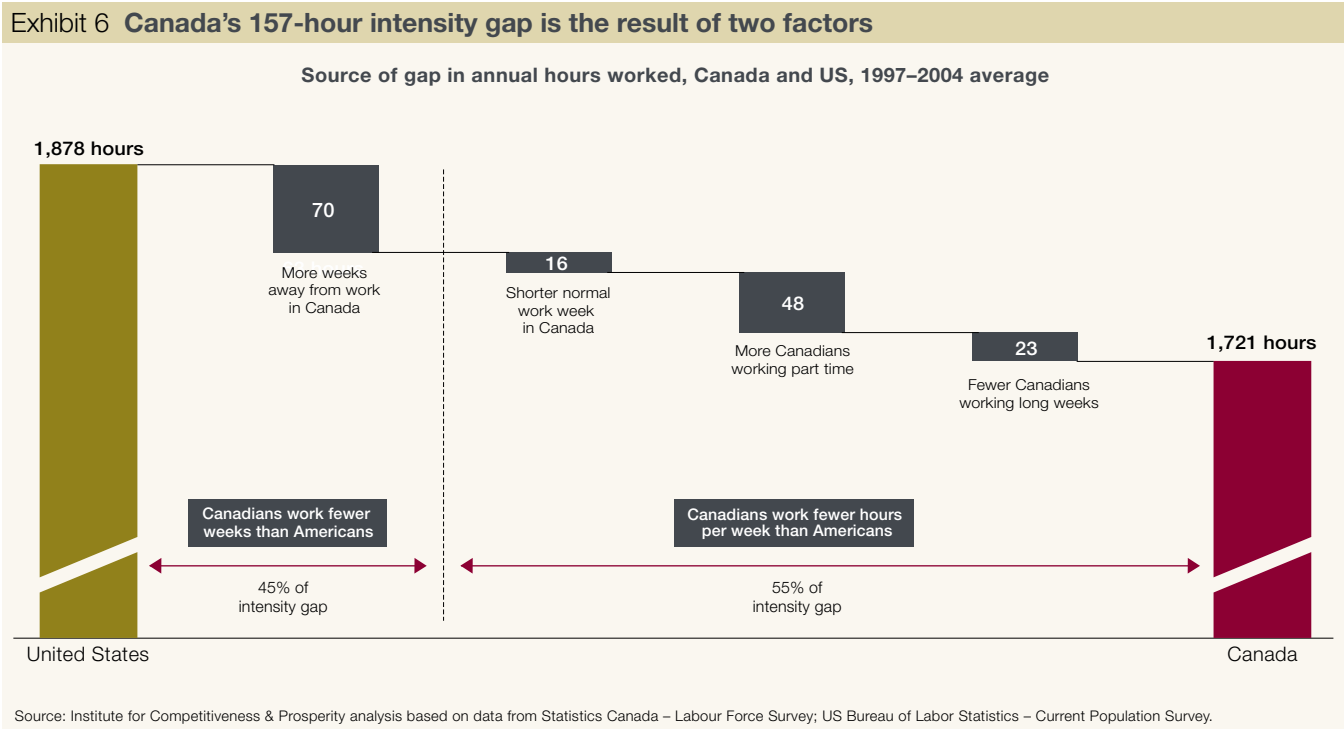 Exhibit 6 Canada's 157-hour intensity gap is the result of two factors
Source of gap in annual hours worked, Canada and US, 1997–2004 average
1,878 hours
70
More weeks
away from work
in Canada
16
Shorter normal
work week
in Canada
48
More Canadians
working part time
23
Fewer Canadians
working long weeks
1,721 hours
Canadians work fewer
weeks than Americans
45% of
intensity gap
Canadians work fewer hours
per week than Americans
55% of
intensity gap
United States
Canada
Source: Institute for Competitiveness & Prosperity analysis based on data from Statistics Canada – Labour Force Survey; US Bureau of Labor Statistics – Current Population Survey.